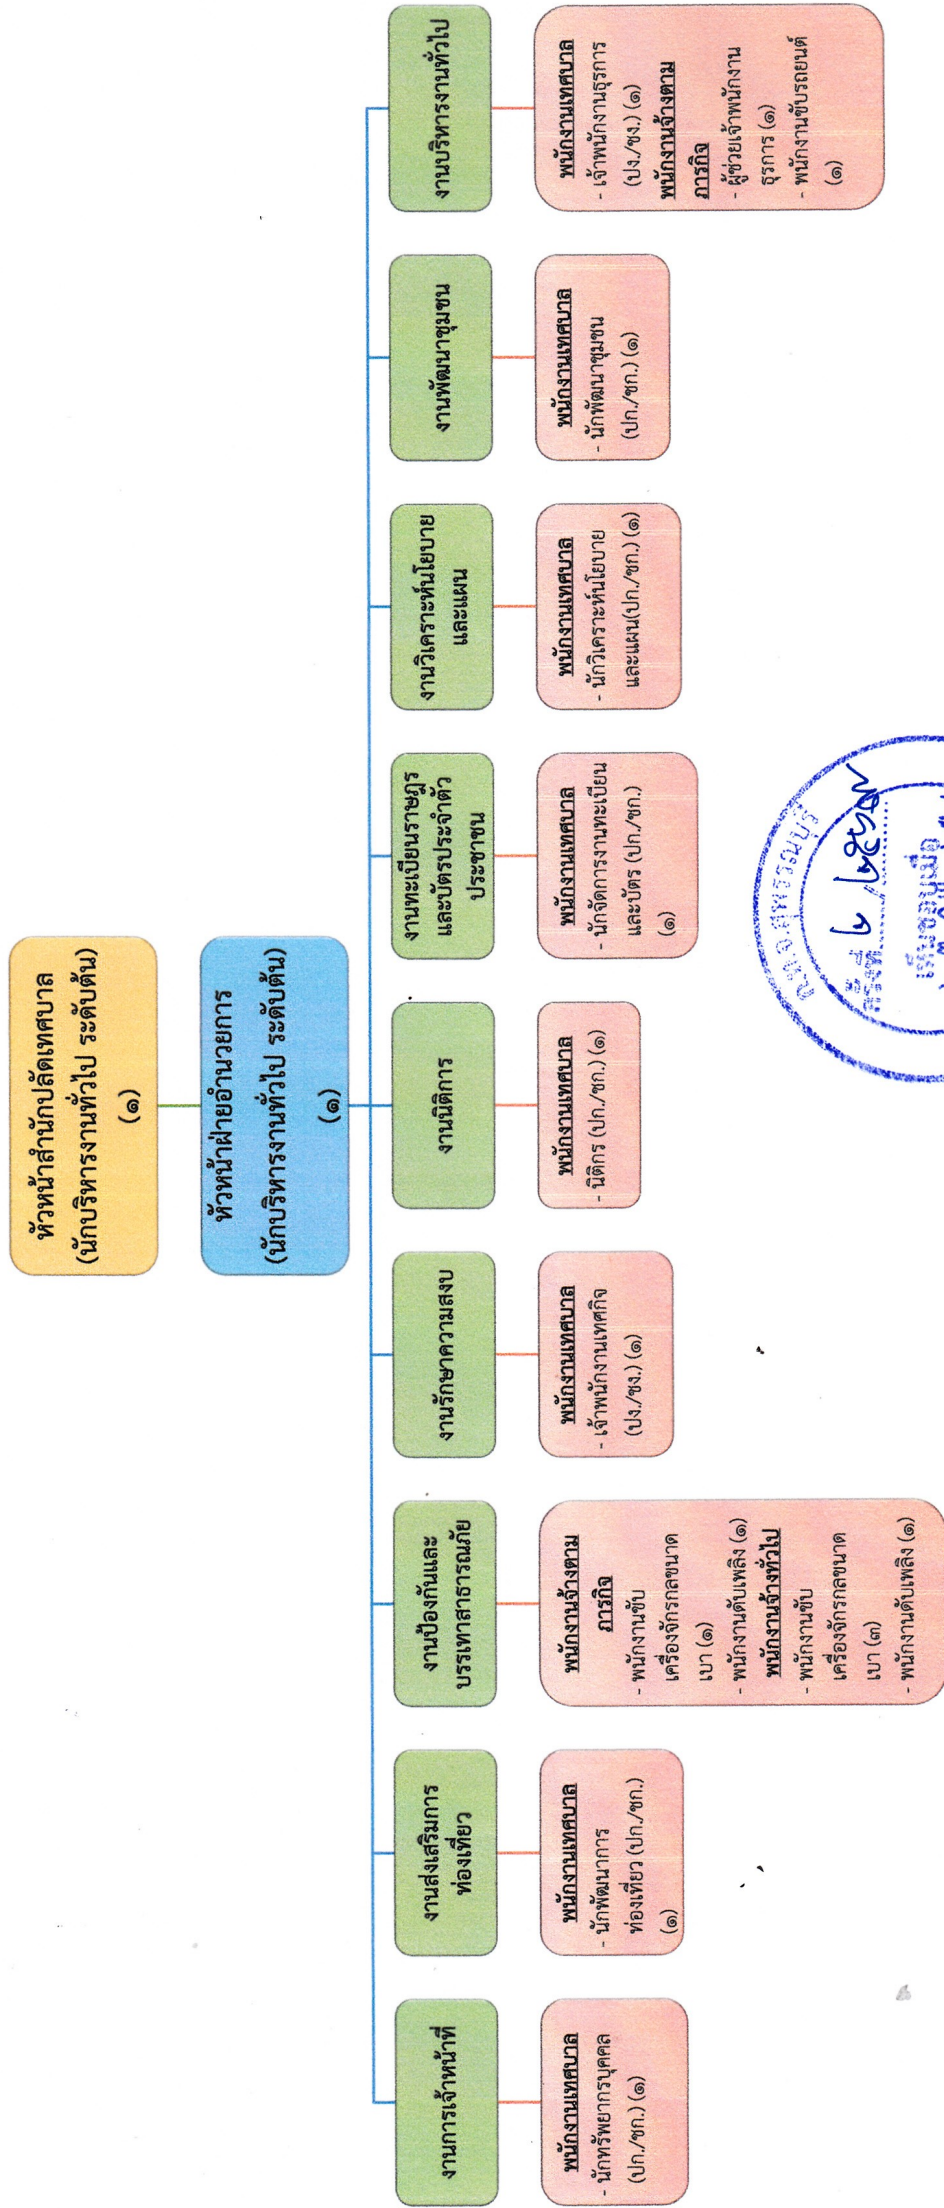 หัวหน้าสำนักปลัดเทศบาล
(นักบริหารงานทั่วไป ระดับต้น)
(๑)
หัวหน้าฝ่ายอำนวยการ
(นักบริหารงานทั่วไป ระดับต้น)
(๑)
งานการเจ้าหน้าที่
พนักงานเทศบาล
- นักทรัพยากรบุคคล
(ปก./ชก.) (๑)
งานส่งเสริมการ
ท่องเที่ยว
พนักงานเทศบาล
- นักพัฒนาการ
ท่องเที่ยว (ปก./ชก.)
(๑)
งานป้องกันและ
บรรเทาสาธารณภัย
พนักงานจ้างตาม
ภารกิจ
- พนักงานขับ
เครื่องจักรกลขนาด
เบา (๑)
- พนักงานดับเพลิง (๑)
พนักงานจ้างทั่วไป
- พนักงานขับ
เครื่องจักรกลขนาด
เบา (๓)
- พนักงานดับเพลิง (๑)
งานรักษาความสงบ
พนักงานเทศบาล
- เจ้าพนักงานเทศกิจ
(ปง./ชง.) (๑)
งานนิติการ
พนักงานเทศบาล
- นิติกร (ปก./ชก.) (๑)
งานทะเบียนราษฎร
และบัตรประจำตัว
ประชาชน
พนักงานเทศบาล
- นักจัดการงานทะเบียน
และบัตร (ปก./ชก.)
(๑)
งานวิเคราะห์นโยบาย
และแผน
พนักงานเทศบาล
- นักวิเคราะห์นโยบาย
และแผน(ปก./ชก.) (๑)
งานพัฒนาชุมชน
พนักงานเทศบาล
- นักพัฒนาชุมชน
(ปก./ชก.) (๑)
งานบริหารงานทั่วไป
พนักงานเทศบาล
- เจ้าพนักงานธุรการ
(ปง./ชง.) (๑)
พนักงานจ้างตาม
ภารกิจ
- ผู้ช่วยเจ้าพนักงาน
ธุรการ (๑)
- พนักงานขับรถยนต์
(๑)
ก.ท.จ.สุพรรณบุรี
ครั้งที่
เห็นชอบเมื่อ